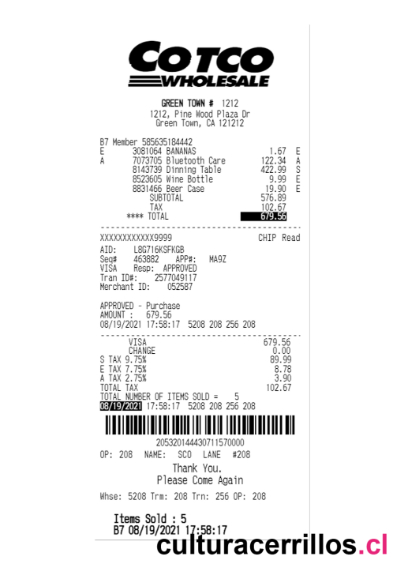 COTCO
WHOLESALE
GREEN TOWN # 1212
1212, Pine Wood Plaza Dr
Green Town, CA 121212
B7 Member 585635184442
E 3081064 BANANAS 1.67 E
A 7073705 Bluetooth Care 122.34 A
8143739 Dinning Table 422.99 S
8523605 Wine Bottle 9.99 E
8831466 Beer Case 19.90 E
SUBTOTAL 576.89
TAX 102.67
**** TOTAL 679.56
XXXXXXXXXXXX9999 CHIP Read
AID: L8G716KSFKGB
Seq# 463882 APP#: MA9Z
VISA Resp: APPROVED
Tran ID#: 2577049117
Merchant ID: 052587
APPROVED - Purchase
AMOUNT : 679.56
08/19/2021 17:58:17 5208 208 256 208
VISA 679.56
CHANGE 0.00
S TAX 9.75% 89.99
E TAX 7.75% 8.78
A TAX 2.75% 3.90
TOTAL TAX 102.67
TOTAL NUMBER OF ITEMS SOLD = 5
08/19/2021 17:58:17 5208 208 256 208
205320144430711570000
OP: 208 NAME: SCO LANE #208
Thank You.
Please Come Again
Whse: 5208 Trm: 208 Trn: 256 OP: 208
Items Sold : 5
B7 08/19/2021 17:58:17
culturacerrillos.cl